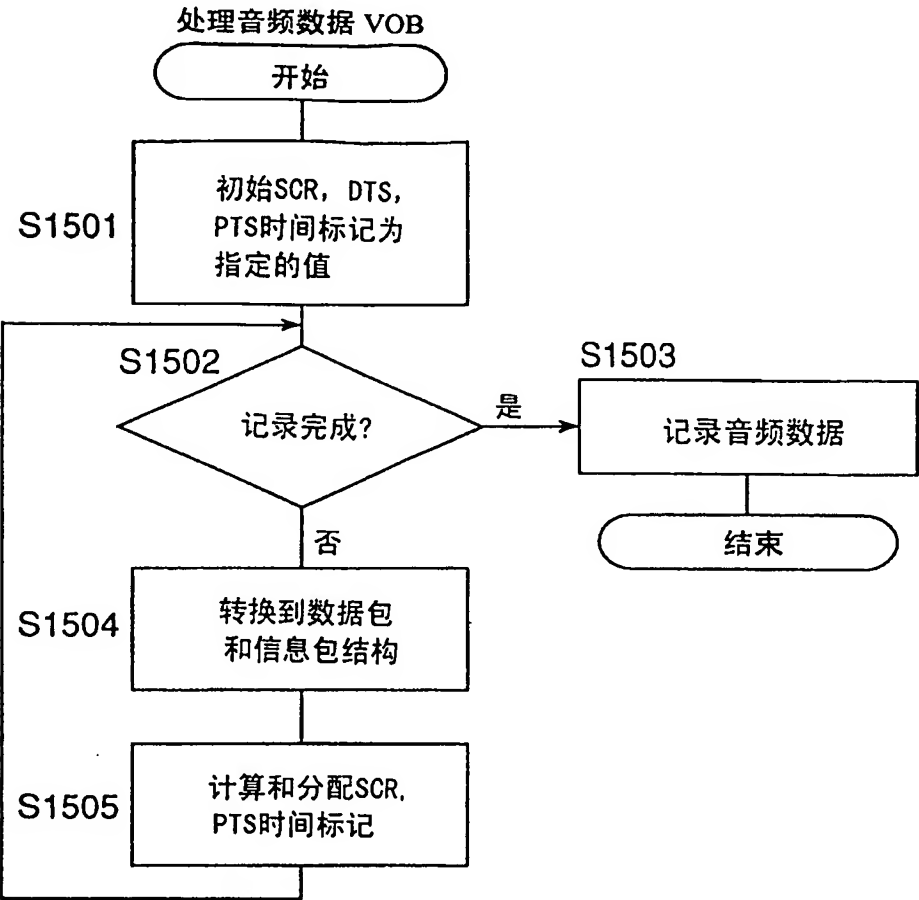 处理音频数据 VOB
开始
S1501
初始SCR, DTS,
PTS时间标记为
指定的值
S1502
记录完成?
是
S1503
记录音频数据
结束
否
S1504
转换到数据包
和信息包结构
S1505
计算和分配SCR,
PTS时间标记